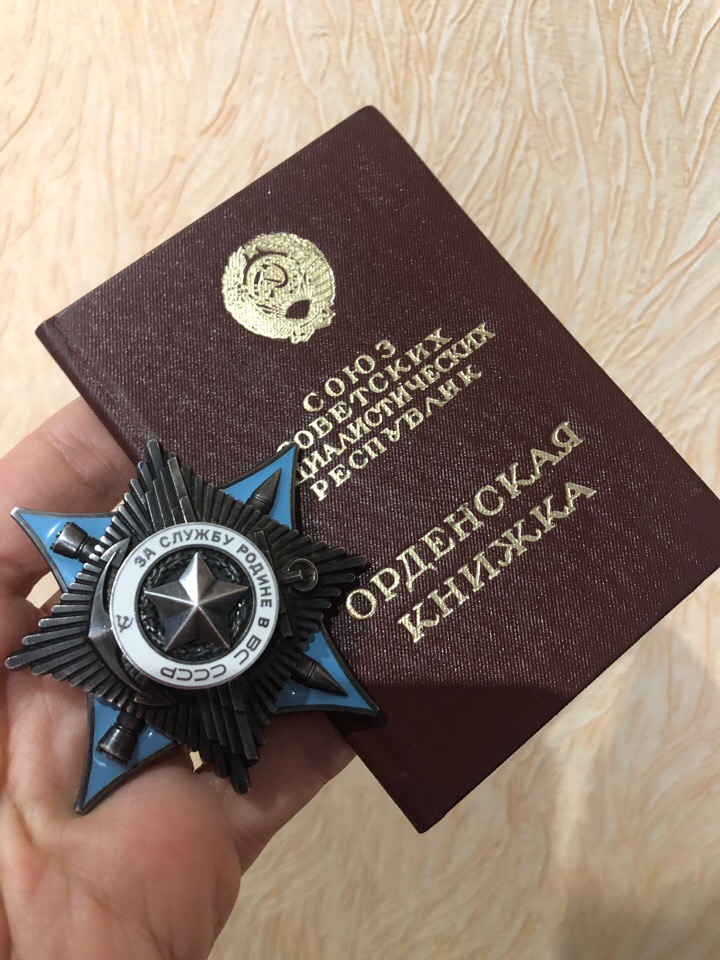 СОЮЗ
СОВЕТСКИХ
СОЦИАЛИСТИЧЕСКИХ
РЕСПУБЛИК
ОРДЕНСКАЯ
КНИЖКА
ЗА СЛУЖБУ РОДИНЕ В ВС СССР